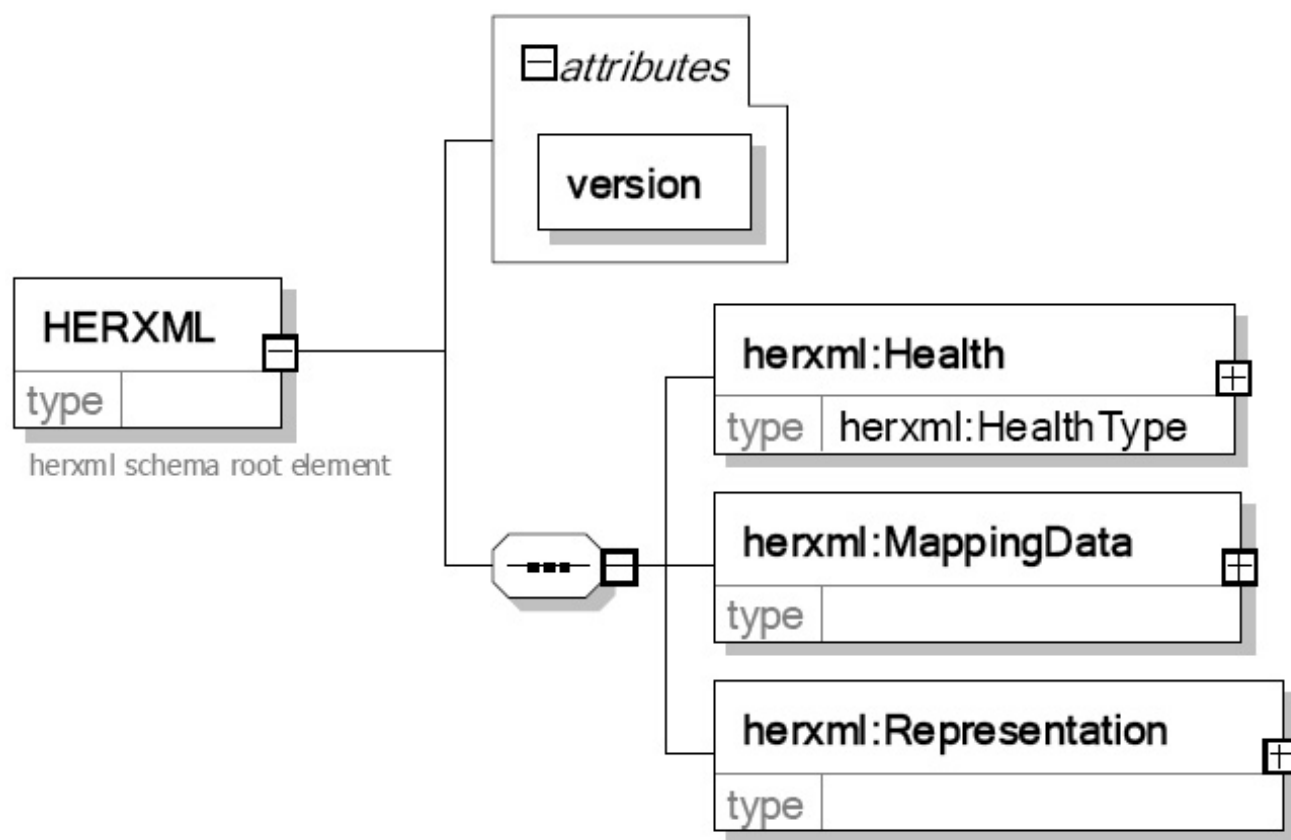 attributes
version
HERXML
type
herxml schema root element
herxml:Health
type herxml:HealthType
herxml:MappingData
type
herxml:Representation
type